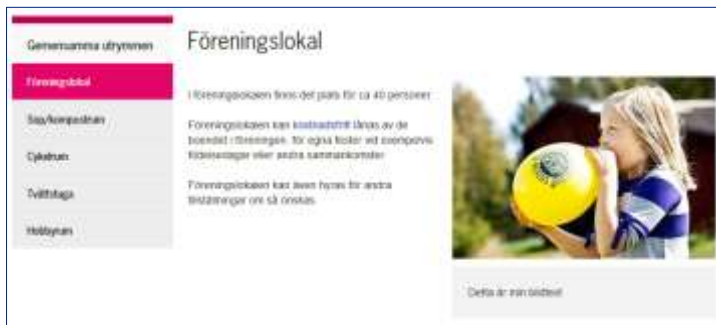 Gemensamma utrymmen
Föreningslokal
Sop/kompostrum
Cykelrum
Tvättstuga
Hobbyrum
Föreningslokal
I föreningslokalen finns det plats för ca 40 personer
Föreningslokalen kan kostnadsfritt lånas av de
boende i föreningen, för egna fester vid exempelvis
födelsedagar eller andra sammankomster
Föreningslokalen kan även hyras för andra
tillställningar om så önskas.
Detta är min bildtext